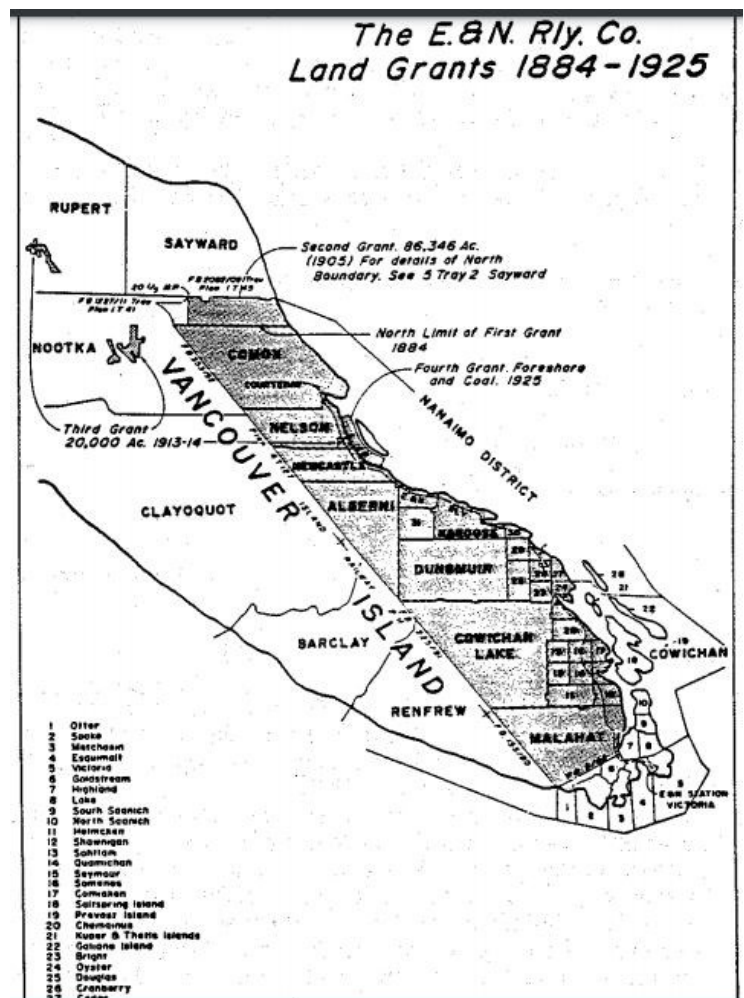 The E.&N. Rly. Co.
Land Grants 1884-1925
RUPERT
SAYWARD
Second Grant. 86,346 Ac.
(1905) For details of North
Boundary. See 5 Tray 2 Sayward
North Limit of First Grant
1884
NOOTKA
COMOX
COURTENAY
Fourth Grant. Foreshore
and Coal. 1925
Third Grant
20,000 Ac. 1913-14
NELSON
NANAIMO DISTRICT
NEWCASTLE
VANCOUVER
ISLAND
CLAYOQUOT
ALBERNI
NANOOSE
DUNSMUIR
BARCLAY
COWICHAN
LAKE
COWICHAN
RENFREW
MALAHAT
E&N STATION
VICTORIA
1 Otter
2 Sooke
3 Metchosin
4 Esquimalt
5 Victoria
6 Goldstream
7 Highland
8 Lake
9 South Saanich
10 North Saanich
11 Helmcken
12 Shawnigan
13 Sahtlam
14 Quamichan
15 Seymour
16 Somenos
17 Comiaken
18 Saltspring Island
19 Prevost Island
20 Chemainus
21 Kuper & Thetis Islands
22 Galiano Island
23 Bright
24 Oyster
25 Douglas
26 Cranberry
27 Cedar